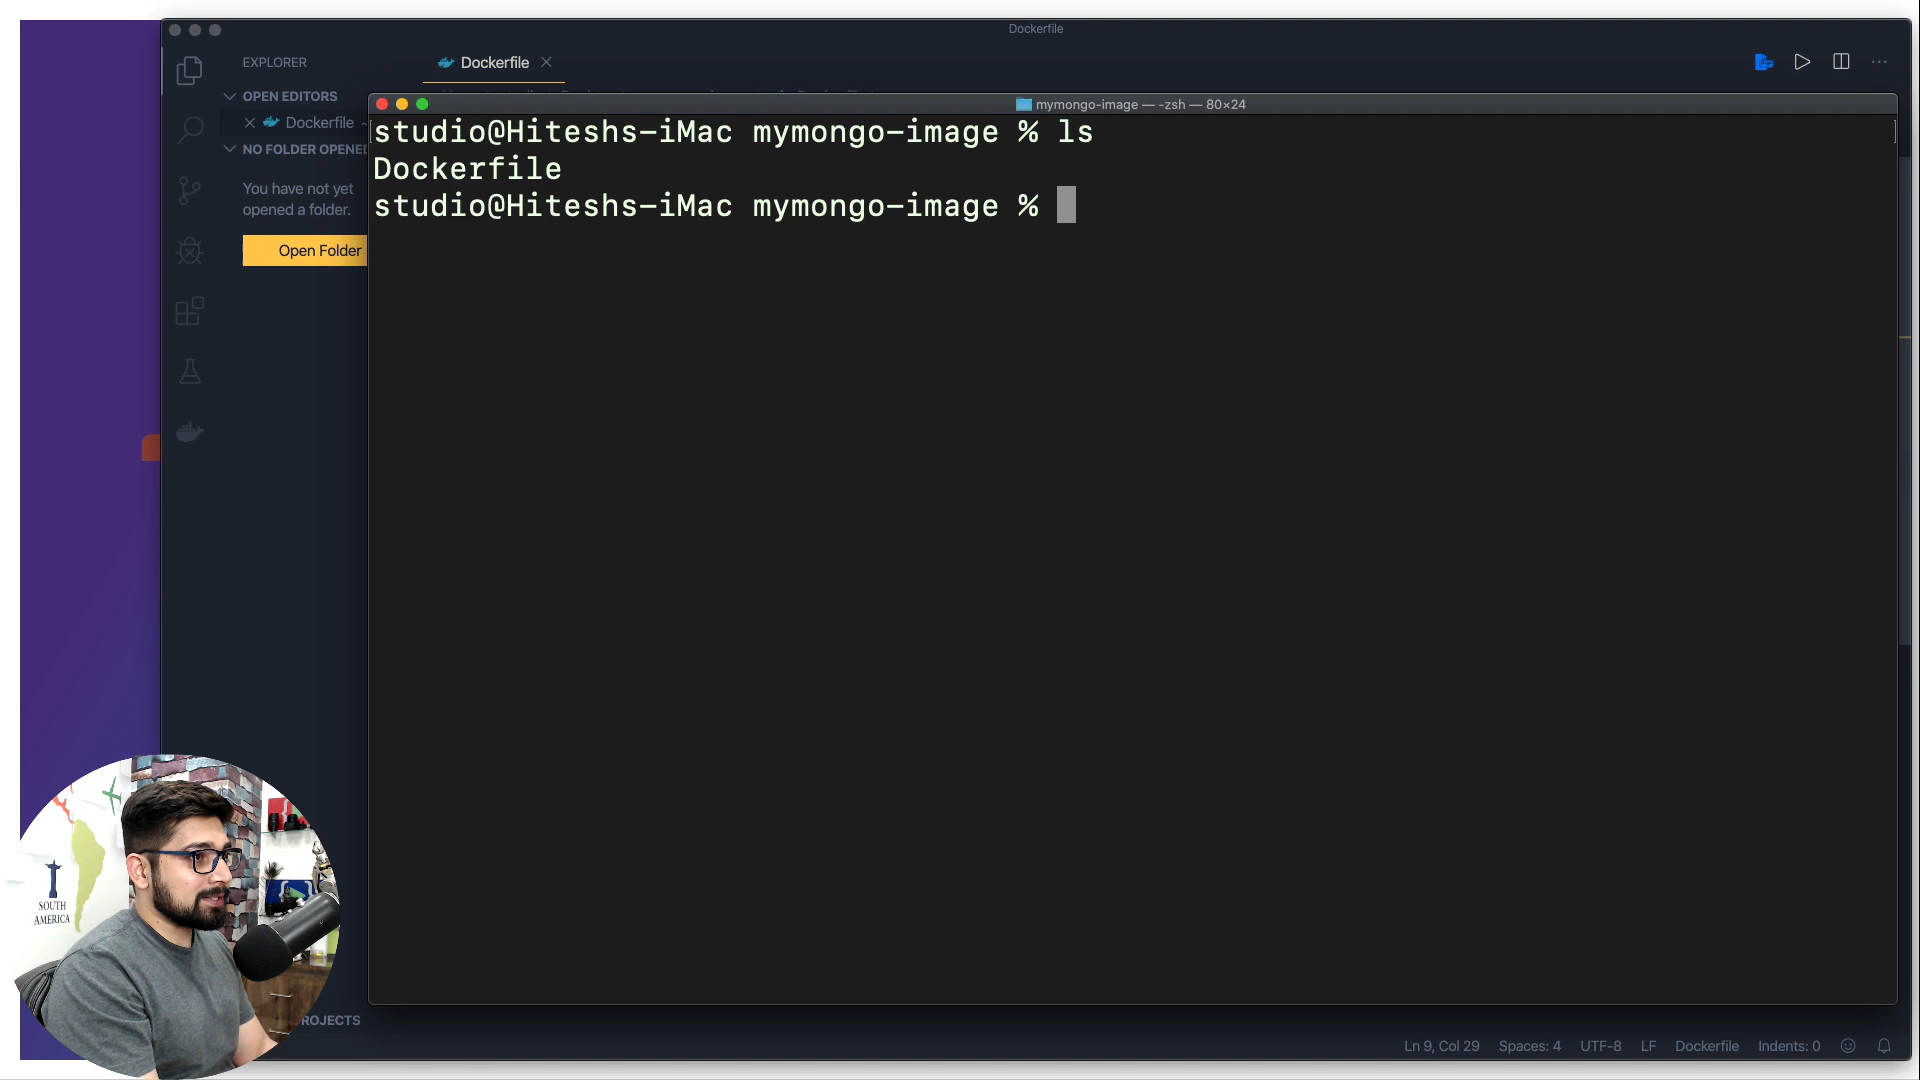 Dockerfile
EXPLORER
Dockerfile
OPEN EDITORS
Dockerfile
NO FOLDER OPENED
You have not yet
opened a folder.
Open Folder
mymongo-image — -zsh — 80×24
studio@Hiteshs-iMac mymongo-image % ls
Dockerfile
studio@Hiteshs-iMac mymongo-image %
SOUTH
AMERICA
ROJECTS
Ln 9, Col 29 Spaces: 4 UTF-8 LF Dockerfile Indents: 0